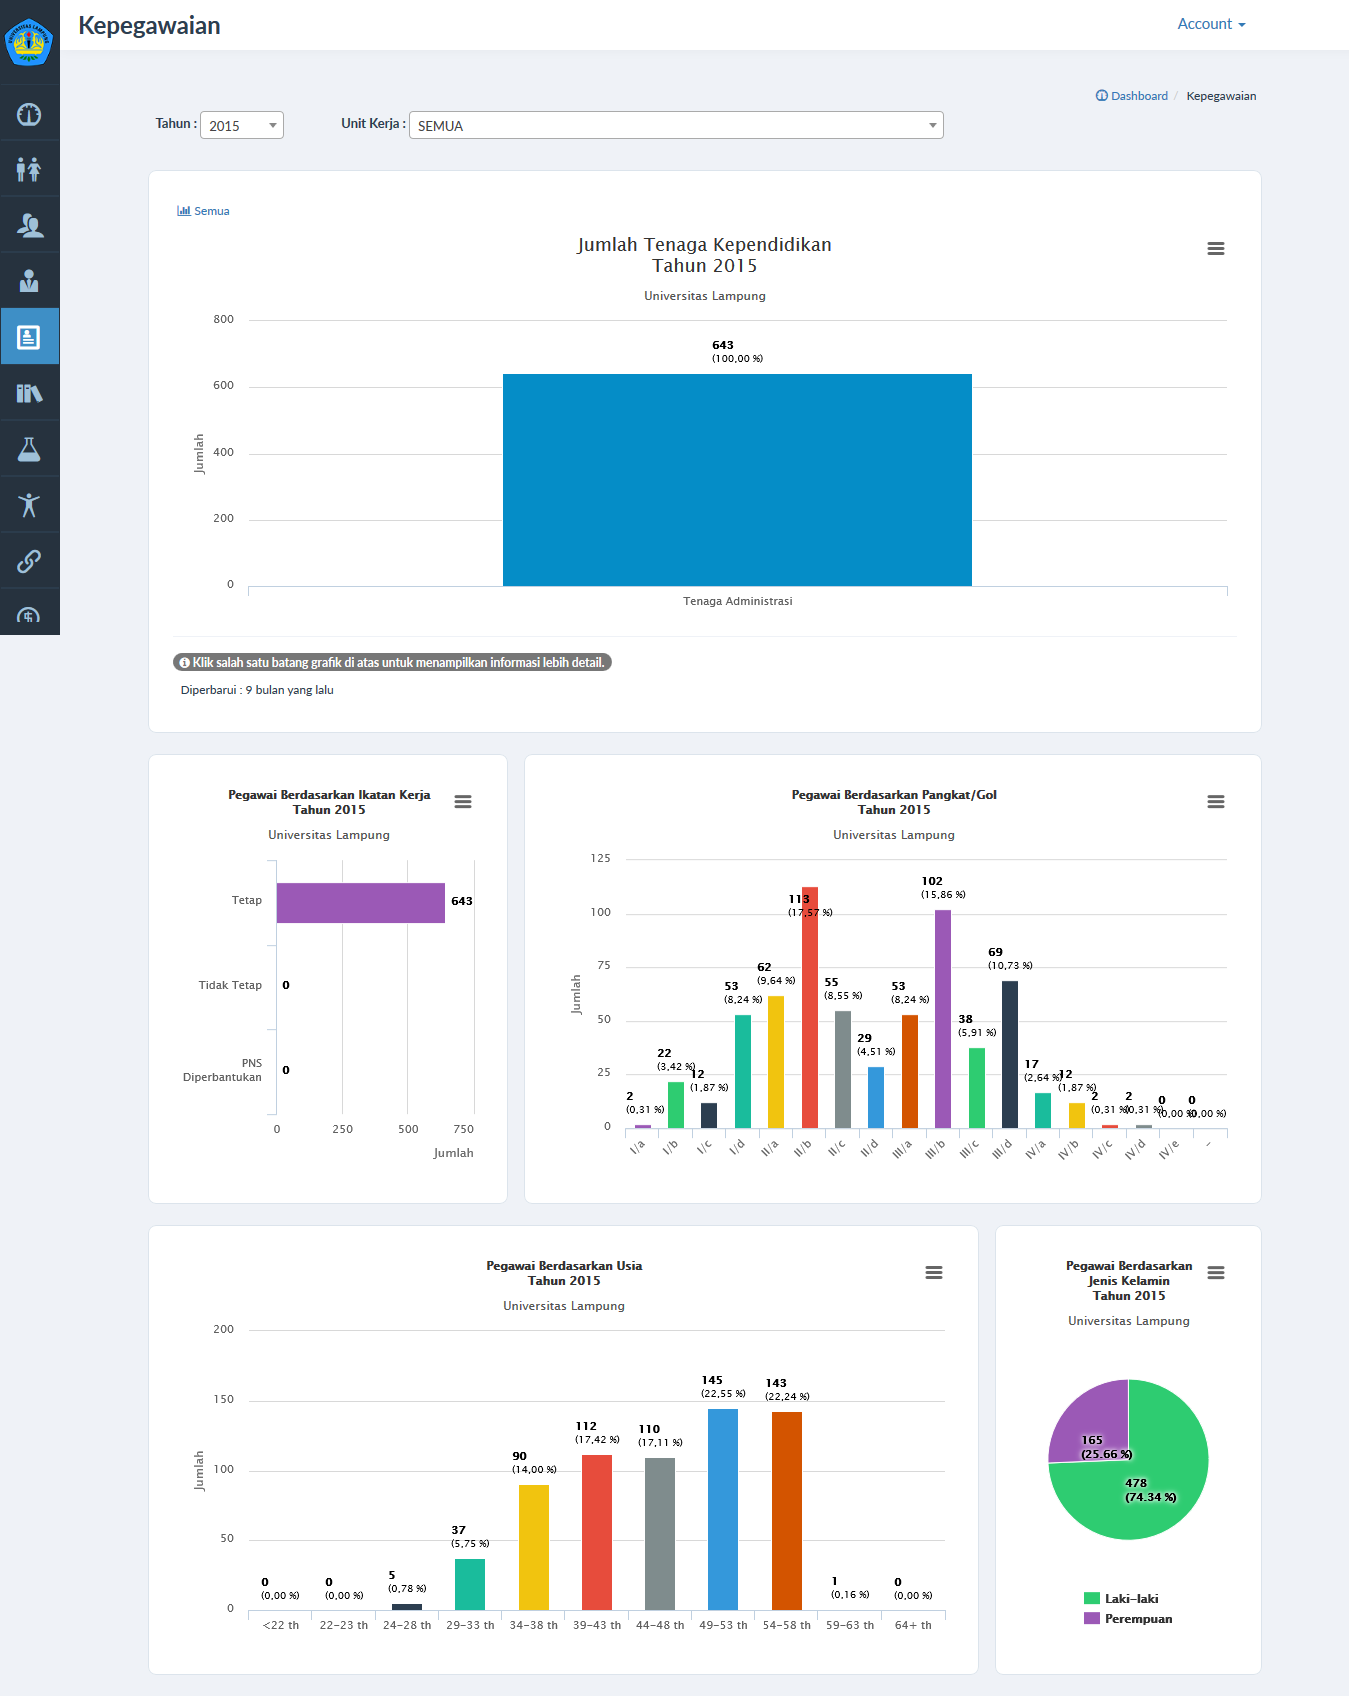 Kepegawaian
Account
Dashboard / Kepegawaian
Tahun : 2015
Unit Kerja : SEMUA
Semua
Jumlah Tenaga Kependidikan
Tahun 2015
Universitas Lampung
800
600
400
200
0
Jumlah
643
(100,00 %)
Tenaga Administrasi
Klik salah satu batang grafik di atas untuk menampilkan informasi lebih detail.
Diperbarui : 9 bulan yang lalu
Pegawai Berdasarkan Ikatan Kerja
Tahun 2015
Universitas Lampung
Tetap
643
Tidak Tetap
0
PNS
Diperbantukan
0
0 250 500 750
Jumlah
Pegawai Berdasarkan Pangkat/Gol
Tahun 2015
Universitas Lampung
125
100
75
50
25
0
Jumlah
2
(0,31 %)
22
(3,42 %)
12
(1,87 %)
53
(8,24 %)
62
(9,64 %)
113
(17,57 %)
55
(8,55 %)
29
(4,51 %)
53
(8,24 %)
102
(15,86 %)
38
(5,91 %)
69
(10,73 %)
17
(2,64 %)
12
(1,87 %)
2
(0,31 %)
2
(0,31 %)
0
(0,00 %)
0
(0,00 %)
I/a I/b I/c I/d II/a II/b II/c II/d III/a III/b III/c III/d IV/a IV/b IV/c IV/d IV/e -
Pegawai Berdasarkan Usia
Tahun 2015
Universitas Lampung
200
150
100
50
0
Jumlah
0
(0,00 %)
0
(0,00 %)
5
(0,78 %)
37
(5,75 %)
90
(14,00 %)
112
(17,42 %)
110
(17,11 %)
145
(22,55 %)
143
(22,24 %)
1
(0,16 %)
0
(0,00 %)
<22 th 22-23 th 24-28 th 29-33 th 34-38 th 39-43 th 44-48 th 49-53 th 54-58 th 59-63 th 64+ th
Pegawai Berdasarkan
Jenis Kelamin
Tahun 2015
Universitas Lampung
165
(25.66 %)
478
(74.34 %)
Laki-laki
Perempuan